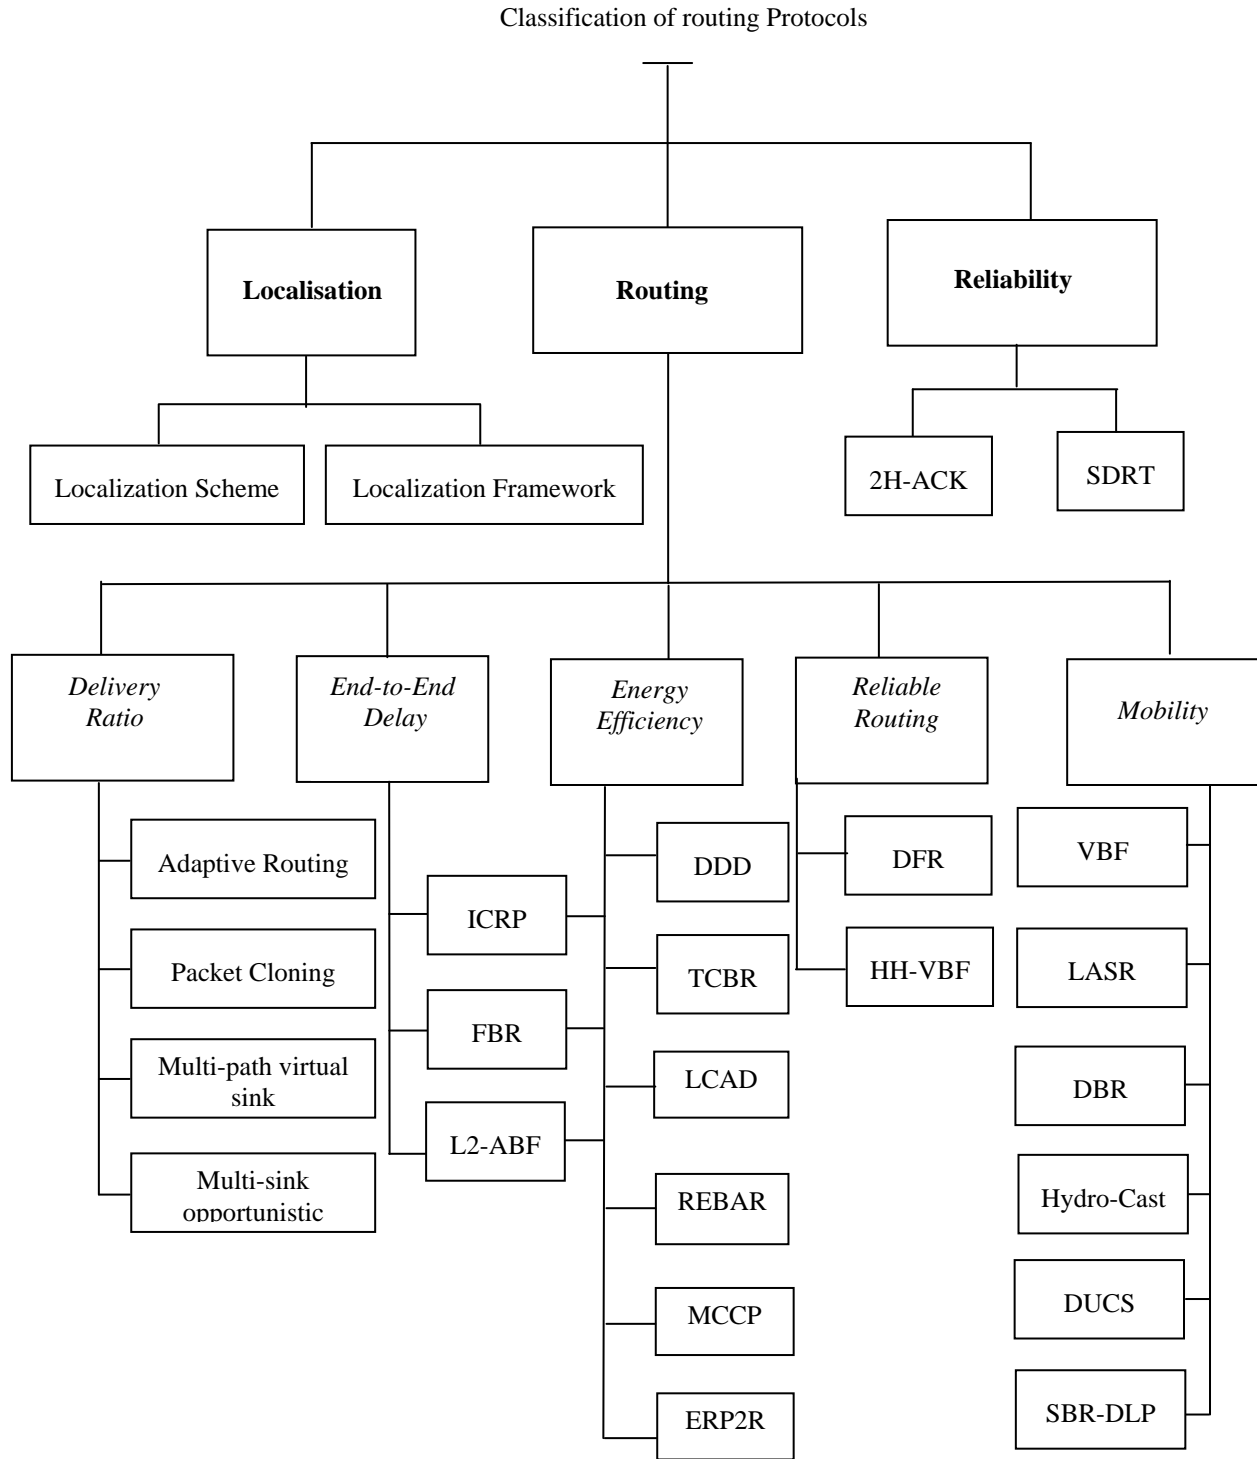 Classification of routing Protocols
Localisation
Routing
Reliability
Localization Scheme
Localization Framework
2H-ACK
SDRT
Delivery
Ratio
End-to-End
Delay
Energy
Efficiency
Reliable
Routing
Mobility
Adaptive Routing
Packet Cloning
Multi-path virtual
sink
Multi-sink
opportunistic
ICRP
FBR
L2-ABF
DDD
TCBR
LCAD
REBAR
MCCP
ERP2R
DFR
HH-VBF
VBF
LASR
DBR
Hydro-Cast
DUCS
SBR-DLP